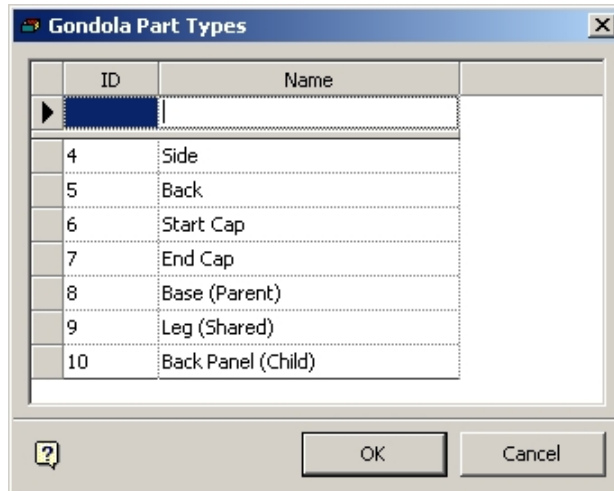 Gondola Part Types
ID Name
4 Side
5 Back
6 Start Cap
7 End Cap
8 Base (Parent)
9 Leg (Shared)
10 Back Panel (Child)
OK Cancel